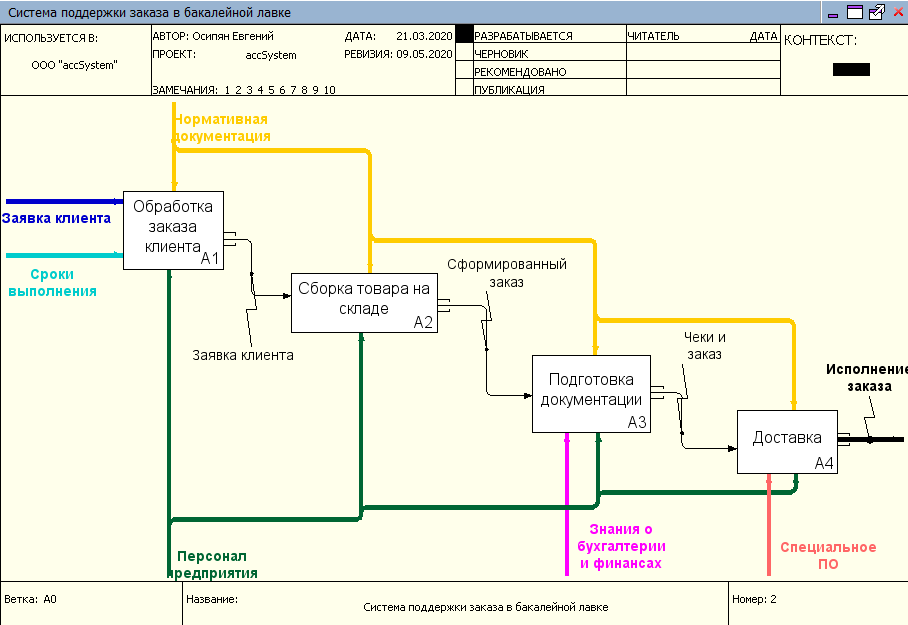 Система поддержки заказа в бакалейной лавке
ИСПОЛЬЗУЕТСЯ В:
ООО "accSystem"
АВТОР: Осипян Евгений
ДАТА: 21.03.2020
ПРОЕКТ: accSystem
РЕВИЗИЯ: 09.05.2020
ЗАМЕЧАНИЯ: 1 2 3 4 5 6 7 8 9 10
РАЗРАБАТЫВАЕТСЯ
ЧЕРНОВИК
РЕКОМЕНДОВАНО
ПУБЛИКАЦИЯ
ЧИТАТЕЛЬ ДАТА
КОНТЕКСТ:
Нормативная
документация
Заявка клиента
Сроки
выполнения
Обработка
заказа
клиента
A1
Заявка клиента
Сборка товара на
складе
A2
Сформированный
заказ
Подготовка
документации
A3
Чеки и
заказ
Доставка
A4
Исполнение
заказа
Персонал
предприятия
Знания о
бухгалтерии
и финансах
Специальное
ПО
Ветка: A0
Название:
Система поддержки заказа в бакалейной лавке
Номер: 2